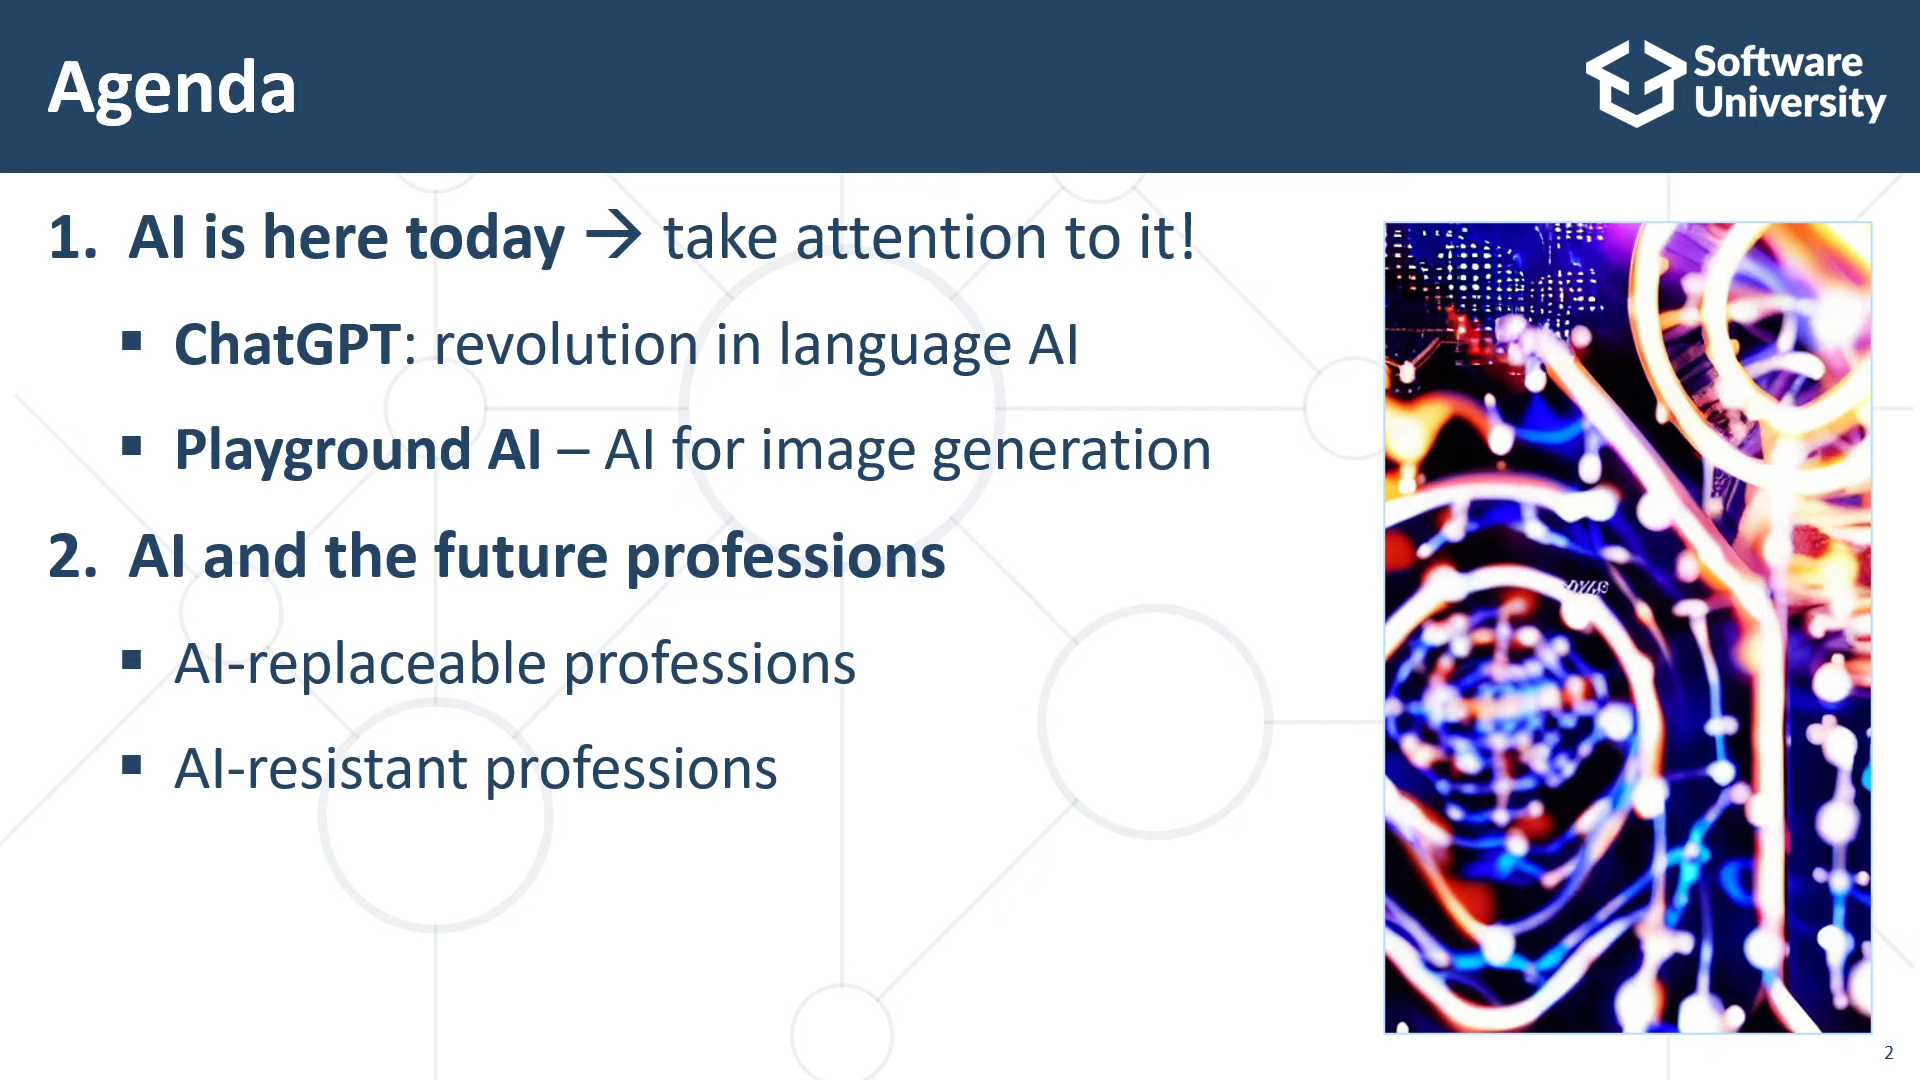 Agenda
Software
University
1. AI is here today → take attention to it!
▪ ChatGPT: revolution in language AI
▪ Playground AI – AI for image generation
2. AI and the future professions
▪ AI-replaceable professions
▪ AI-resistant professions
2